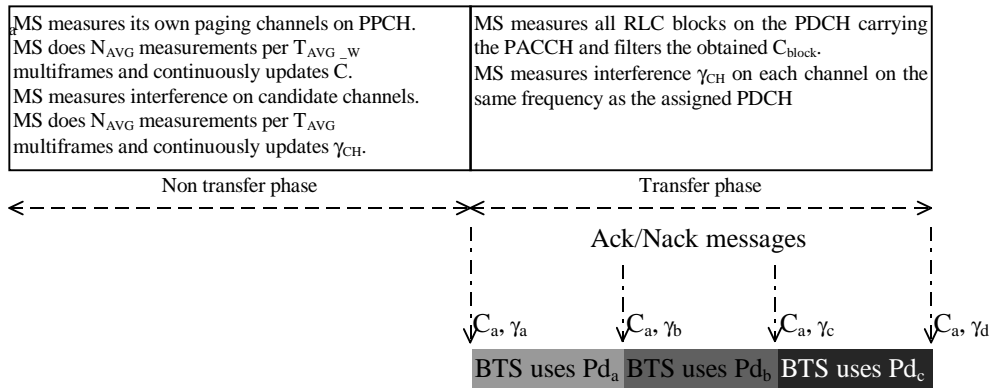 MS measures its own paging channels on PPCH.
a
MS does N_AVG measurements per T_AVG_W
multiframes and continuously updates C.
MS measures interference on candidate channels.
MS does N_AVG measurements per T_AVG
multiframes and continuously updates γ_CH.
MS measures all RLC blocks on the PDCH carrying
the PACCH and filters the obtained C_block.
MS measures interference γ_CH on each channel on the
same frequency as the assigned PDCH
Non transfer phase
Transfer phase
Ack/Nack messages
C_a, γ_a
C_a, γ_b
C_a, γ_c
C_a, γ_d
BTS uses Pd_a
BTS uses Pd_b
BTS uses Pd_c